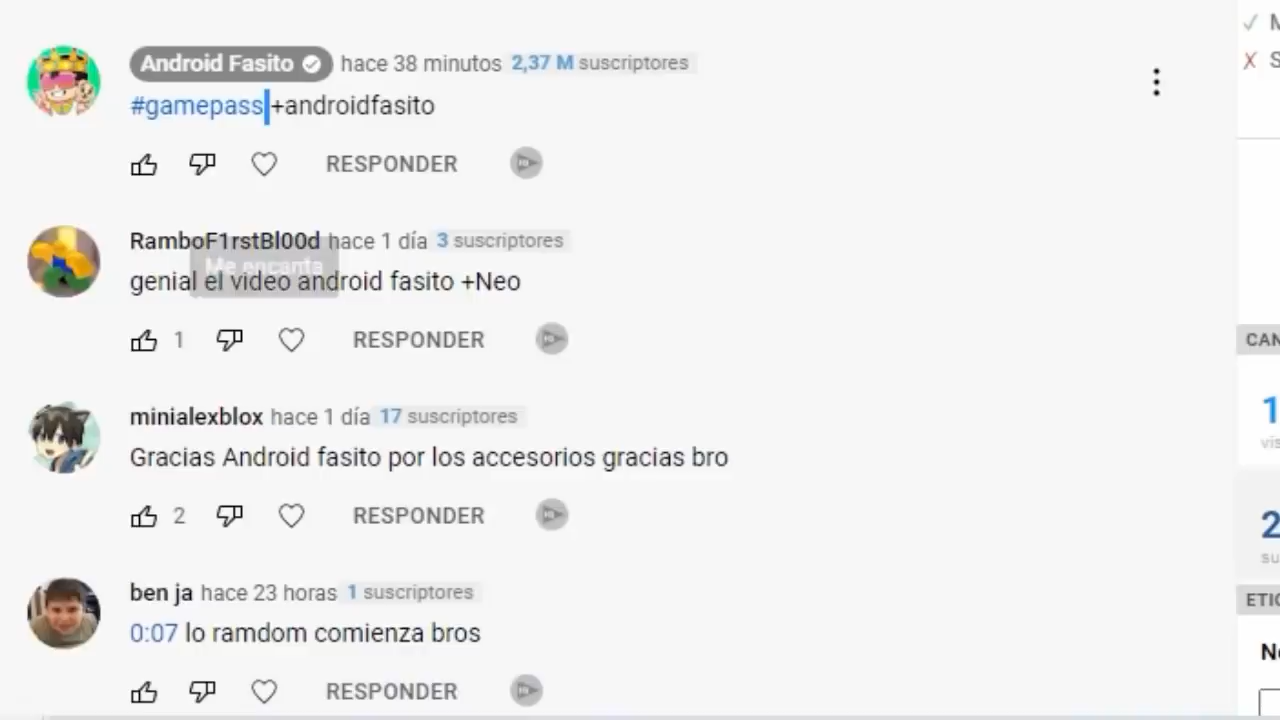 Android Fasito hace 38 minutos 2,37 M suscriptores
#gamepass +androidfasito
RESPONDER
RamboF1rstBl00d hace 1 día 3 suscriptores
Me encanta
genial el video android fasito +Neo
1 RESPONDER
minialexblox hace 1 día 17 suscriptores
Gracias Android fasito por los accesorios gracias bro
2 RESPONDER
ben ja hace 23 horas 1 suscriptores
0:07 lo ramdom comienza bros
RESPONDER